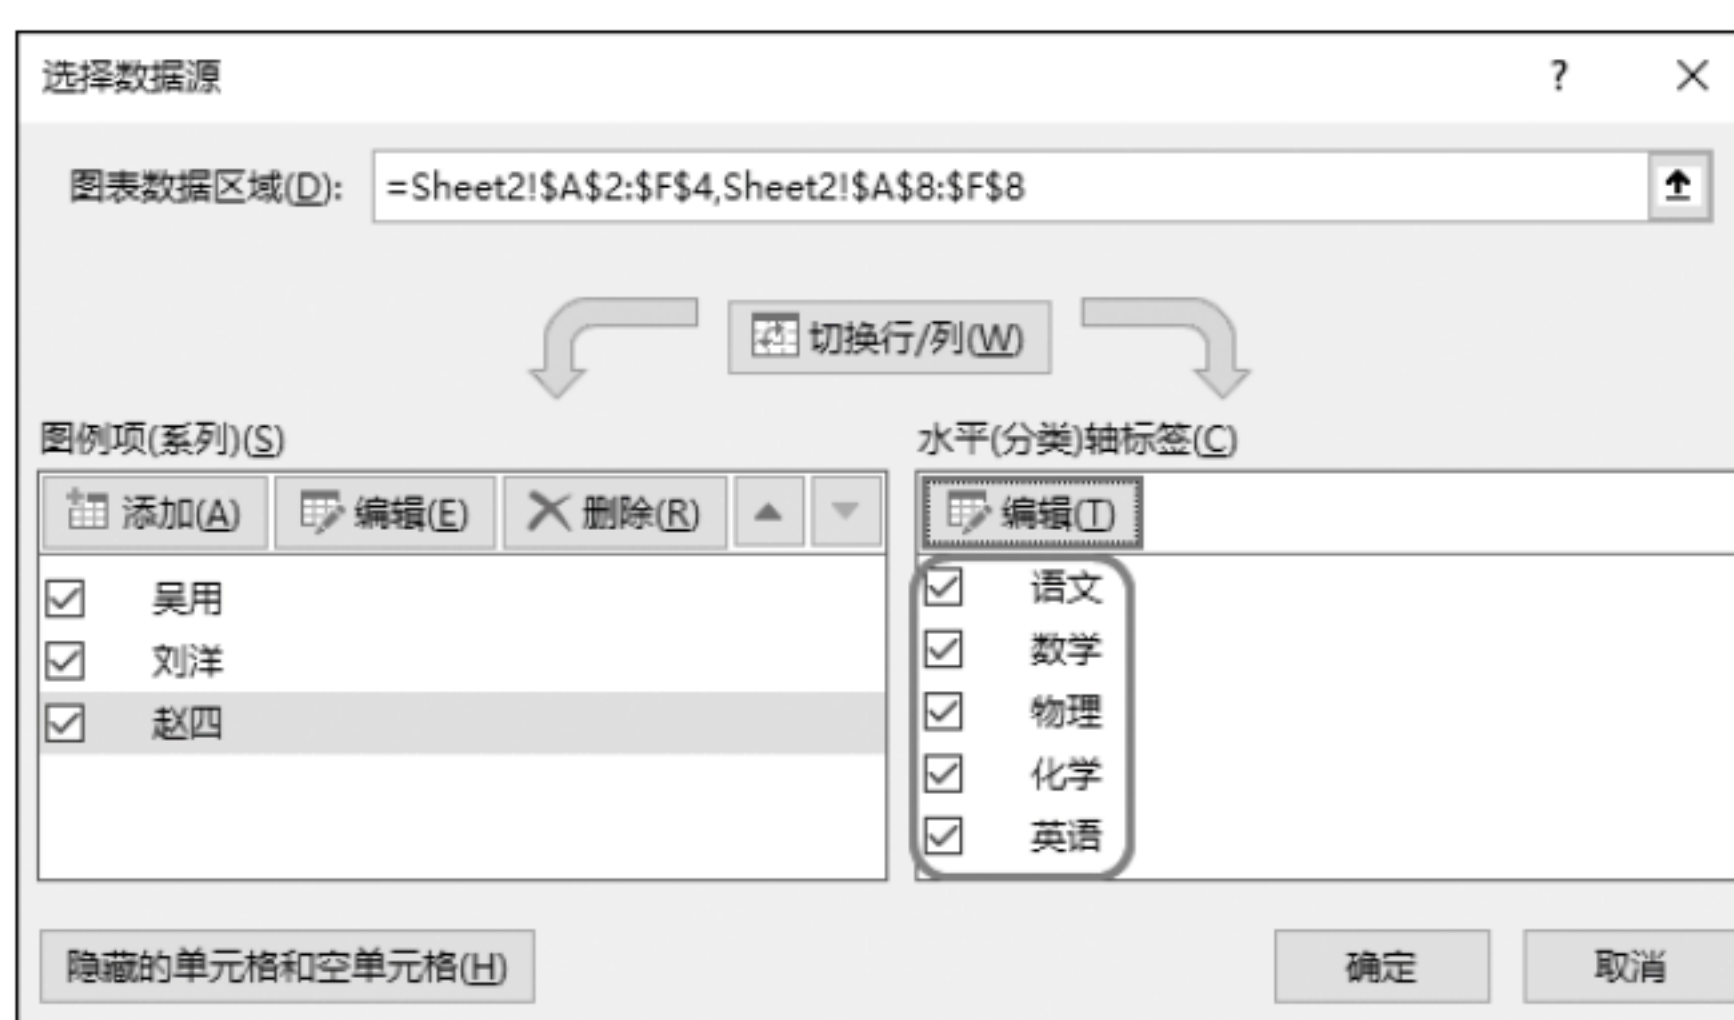 选择数据源
图表数据区域(D): =Sheet2!$A$2:$F$4,Sheet2!$A$8:$F$8
切换行/列(W)
图例项(系列)(S)
添加(A) 编辑(E) 删除(R)
吴用
刘洋
赵四
水平(分类)轴标签(C)
编辑(T)
语文
数学
物理
化学
英语
隐藏的单元格和空单元格(H) 确定 取消